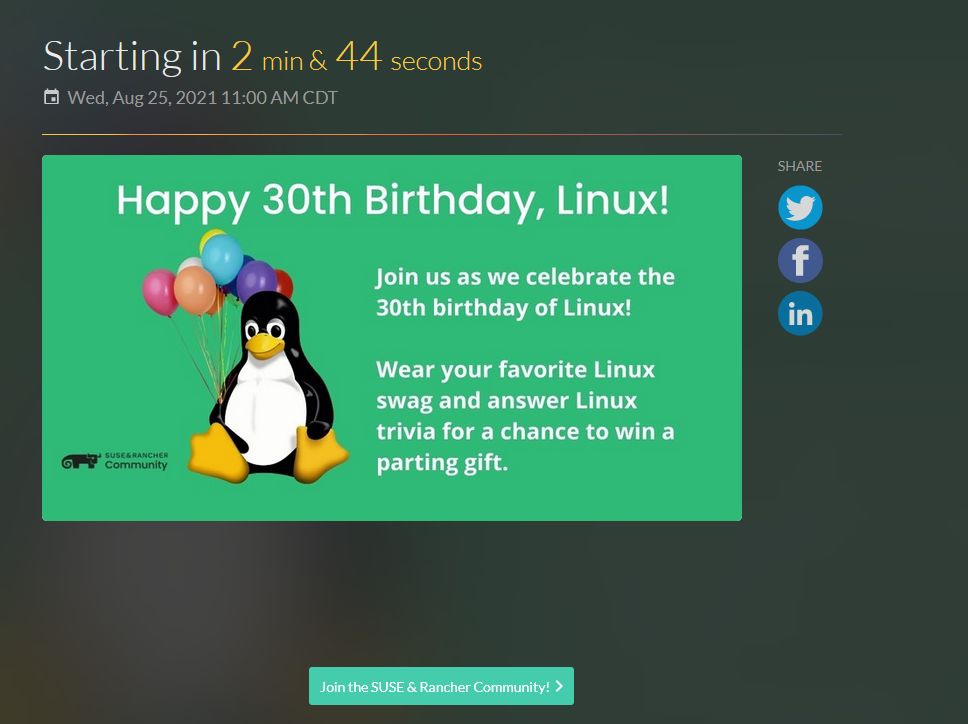 Starting in 2 min & 44 seconds
Wed, Aug 25, 2021 11:00 AM CDT
SHARE
Happy 30th Birthday, Linux!
Join us as we celebrate the
30th birthday of Linux!
Wear your favorite Linux
swag and answer Linux
trivia for a chance to win a
parting gift.
SUSE&RANCHER
Community
f
in
Join the SUSE & Rancher Community!